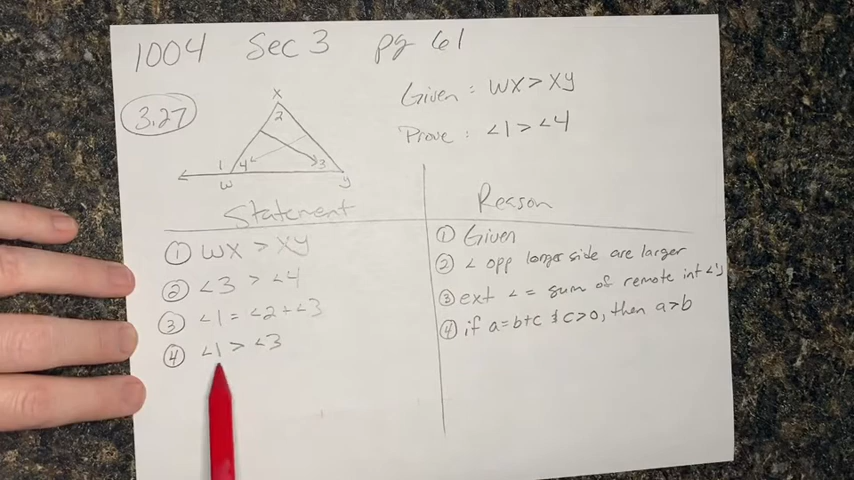 1004 Sec 3 pg 61
3.27
Given: WX > XY
Prove: <1 > <4
X
2
1 4 3
W Y
Statement Reason
① WX > XY
② <3 > <4
③ <1 = <2 + <3
④ <1 > <3
① Given
② < opp longer side are larger
③ ext < = sum of remote int <'s
④ if a=b+c & c>0, then a>b